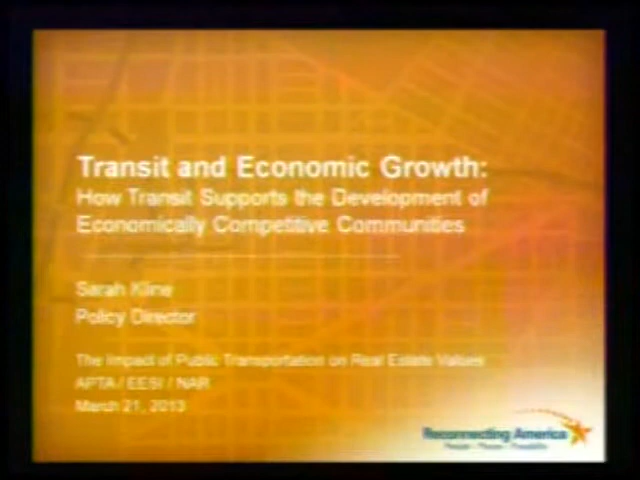 Transit and Economic Growth:
How Transit Supports the Development of
Economically Competitive Communities
Sarah Kline
Policy Director
The Impact of Public Transportation on Real Estate Values
APTA / EESI / NAR
March 21, 2013
Reconnecting America